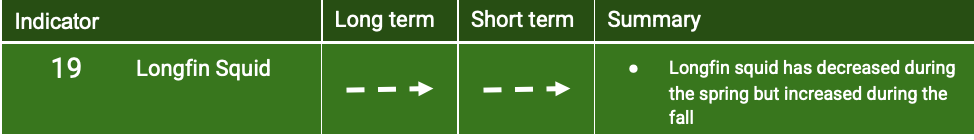 Indicator Long term Short term Summary
19 Longfin Squid
● Longfin squid has decreased during
the spring but increased during the
fall